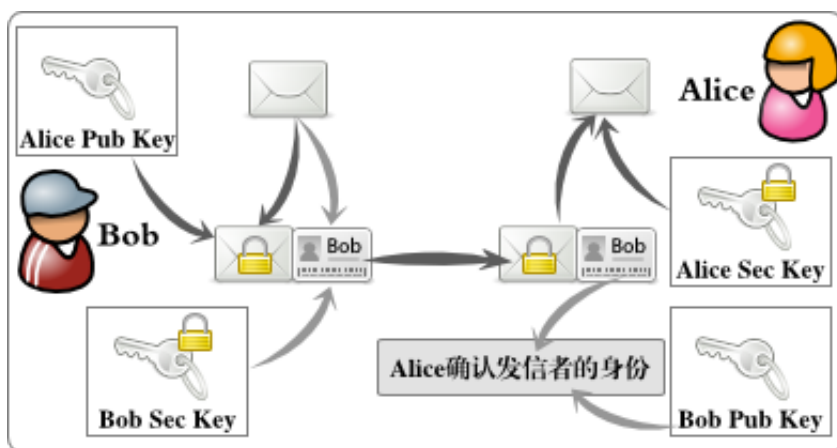 Alice Pub Key
Alice
Bob
Bob
Bob
Alice Sec Key
Alice确认发信者的身份
Bob Sec Key
Bob Pub Key